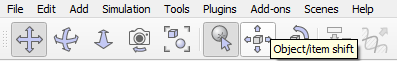 File Edit Add Simulation Tools Plugins Add-ons Scenes Help
Object/item shift